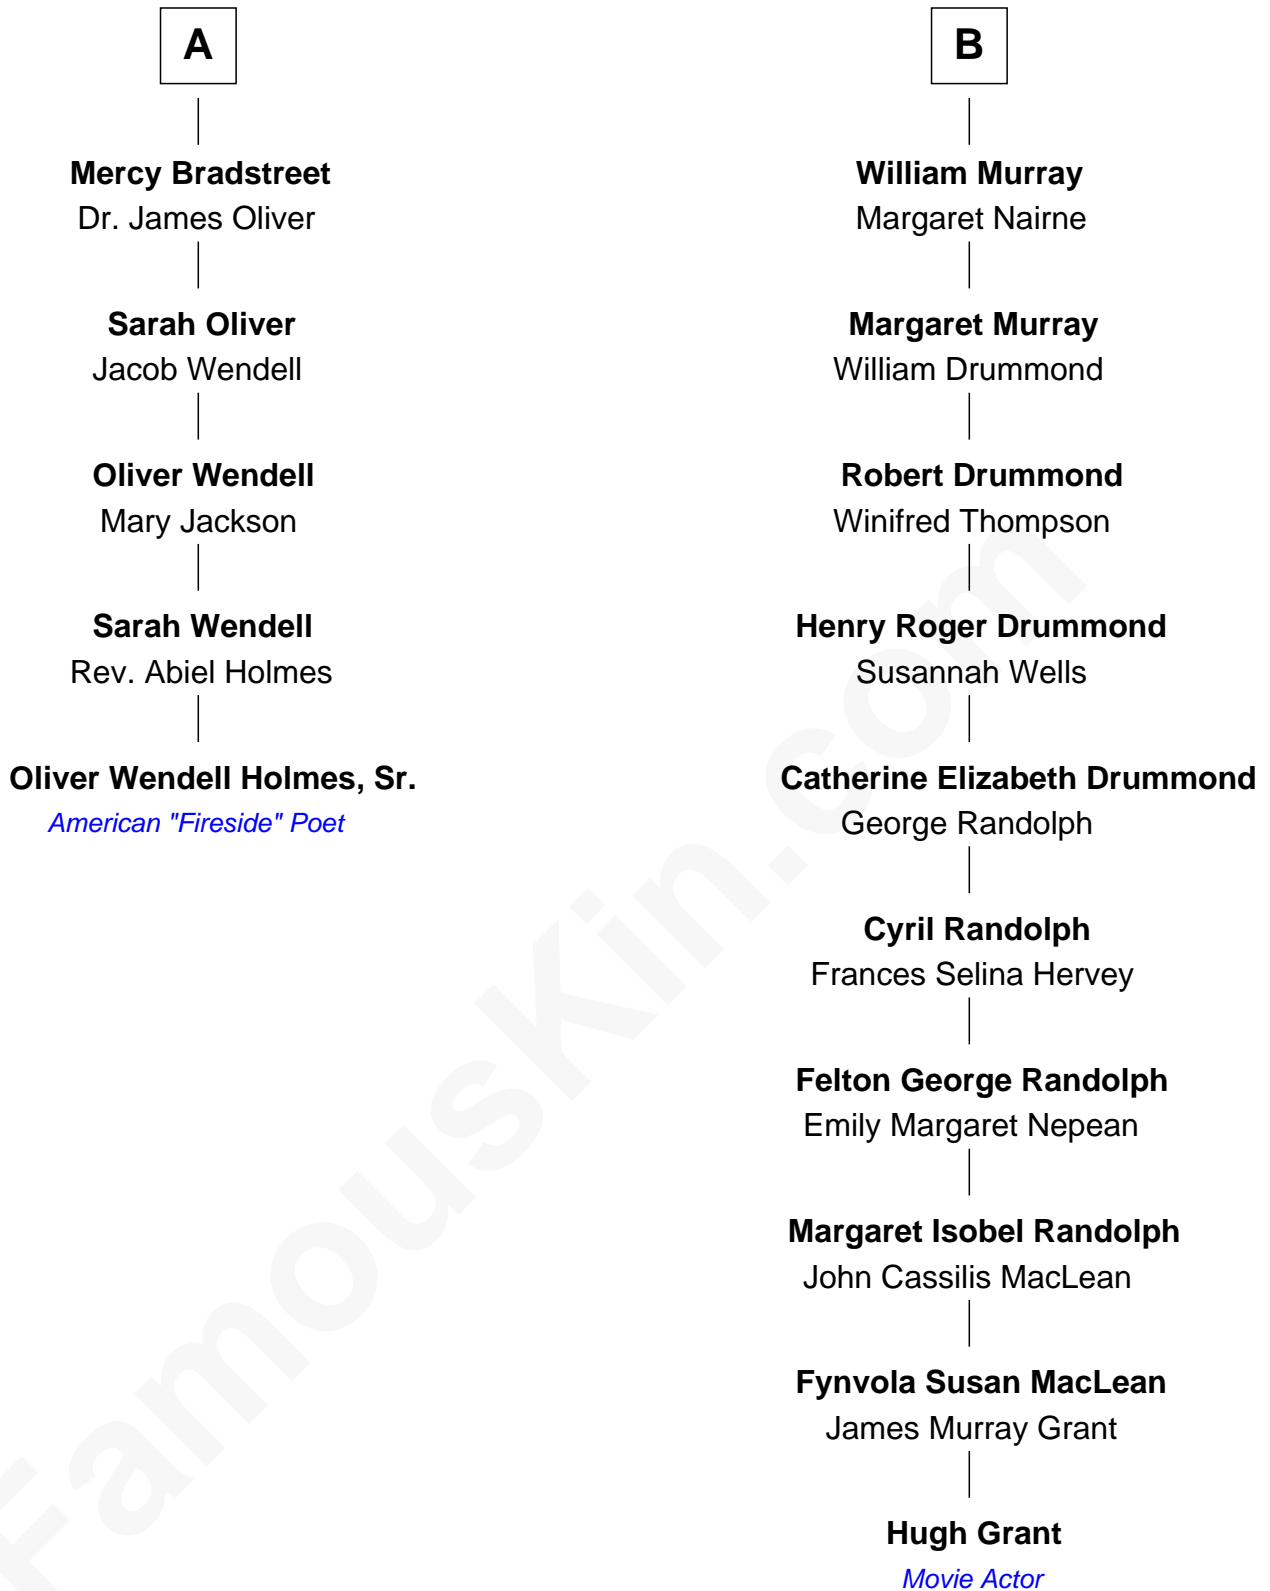 A
Mercy Bradstreet
Dr. James Oliver
Sarah Oliver
Jacob Wendell
Oliver Wendell
Mary Jackson
Sarah Wendell
Rev. Abiel Holmes
Oliver Wendell Holmes, Sr.
American "Fireside" Poet
B
William Murray
Margaret Nairne
Margaret Murray
William Drummond
Robert Drummond
Winifred Thompson
Henry Roger Drummond
Susannah Wells
Catherine Elizabeth Drummond
George Randolph
Cyril Randolph
Frances Selina Hervey
Felton George Randolph
Emily Margaret Nepean
Margaret Isobel Randolph
John Cassilis MacLean
Fynvola Susan MacLean
James Murray Grant
Hugh Grant
Movie Actor
FamousKin.com